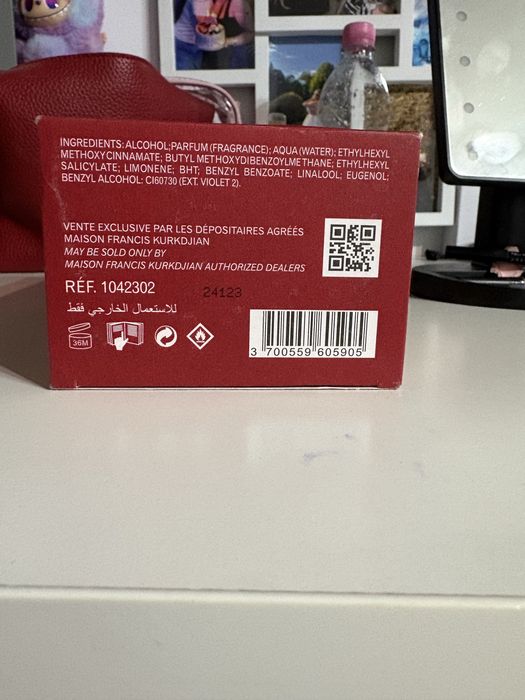 INGREDIENTS: ALCOHOL;PARFUM (FRAGRANCE); AQUA (WATER); ETHYLHEXYL
METHOXYCINNAMATE; BUTYL METHOXYDIBENZOYLMETHANE; ETHYLHEXYL
SALICYLATE; LIMONENE; BHT; BENZYL BENZOATE; LINALOOL; EUGENOL;
BENZYL ALCOHOL: CI60730 (EXT. VIOLET 2).
VENTE EXCLUSIVE PAR LES DÉPOSITAIRES AGRÉÉS
MAISON FRANCIS KURKDJIAN
MAY BE SOLD ONLY BY
MAISON FRANCIS KURKDJIAN AUTHORIZED DEALERS
RÉF. 1042302
24123
للاستعمال الخارجي فقط
36M
3 700559 605905